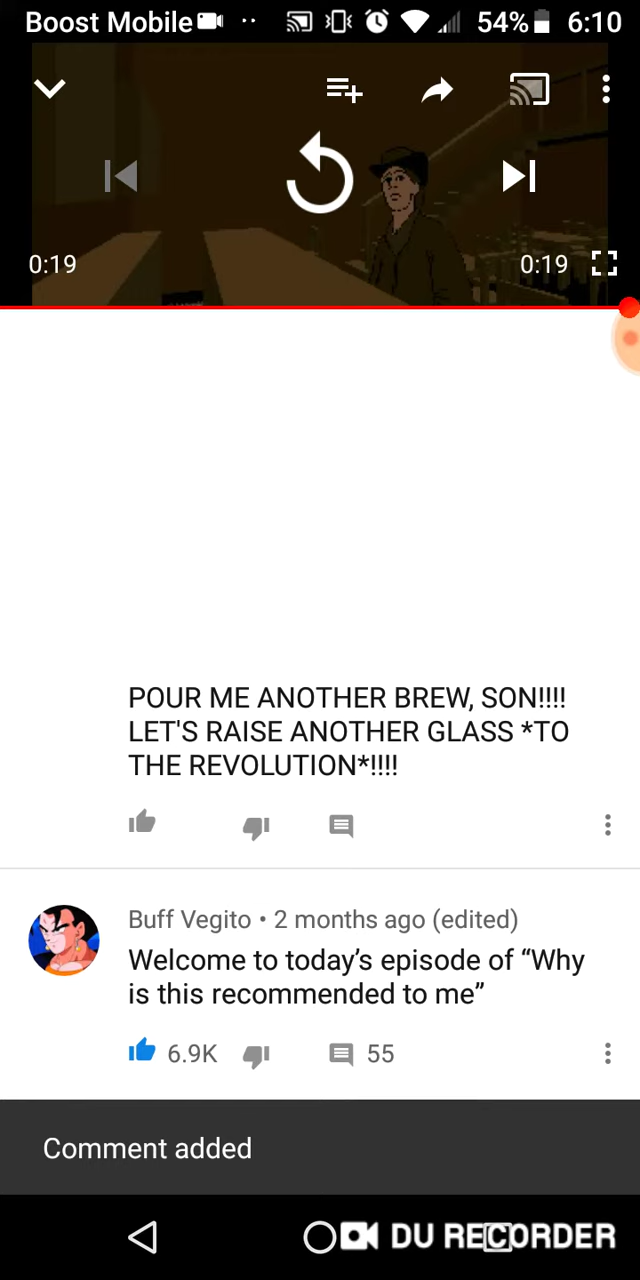 Boost Mobile 54% 6:10
0:19 0:19
POUR ME ANOTHER BREW, SON!!!!
LET'S RAISE ANOTHER GLASS *TO
THE REVOLUTION*!!!!
Buff Vegito • 2 months ago (edited)
Welcome to today’s episode of “Why
is this recommended to me”
6.9K 55
Comment added
DU RECORDER